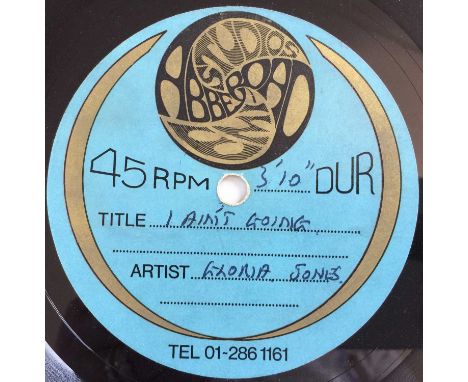 ABBEY ROAD STUDIOS
45 RPM 3'10" DUR
TITLE I AIN'T GOING
ARTIST GLORIA JONES
TEL 01-286 1161